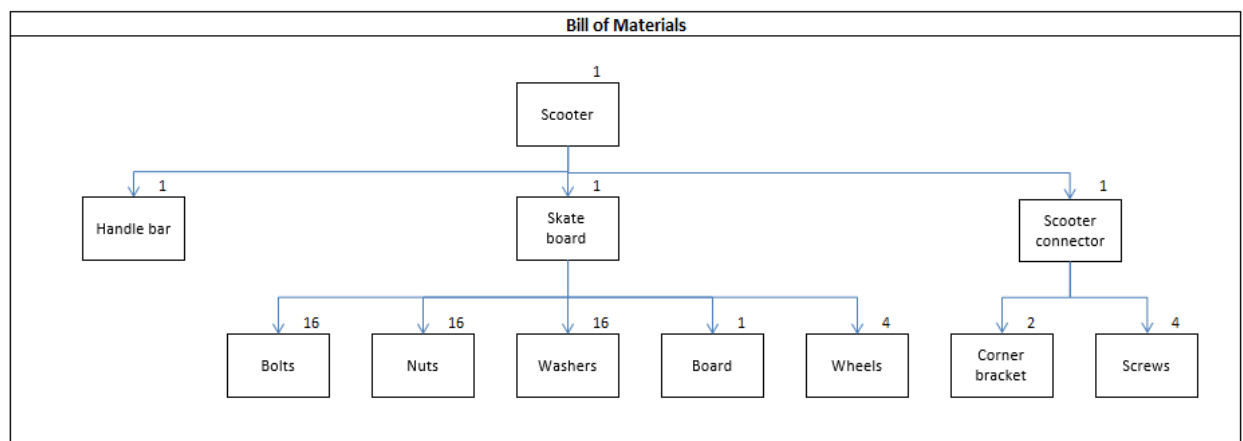 Bill of Materials
1
Scooter
1
Handle bar
1
Skate
board
1
Scooter
connector
16
Bolts
16
Nuts
16
Washers
1
Board
4
Wheels
2
Corner
bracket
4
Screws